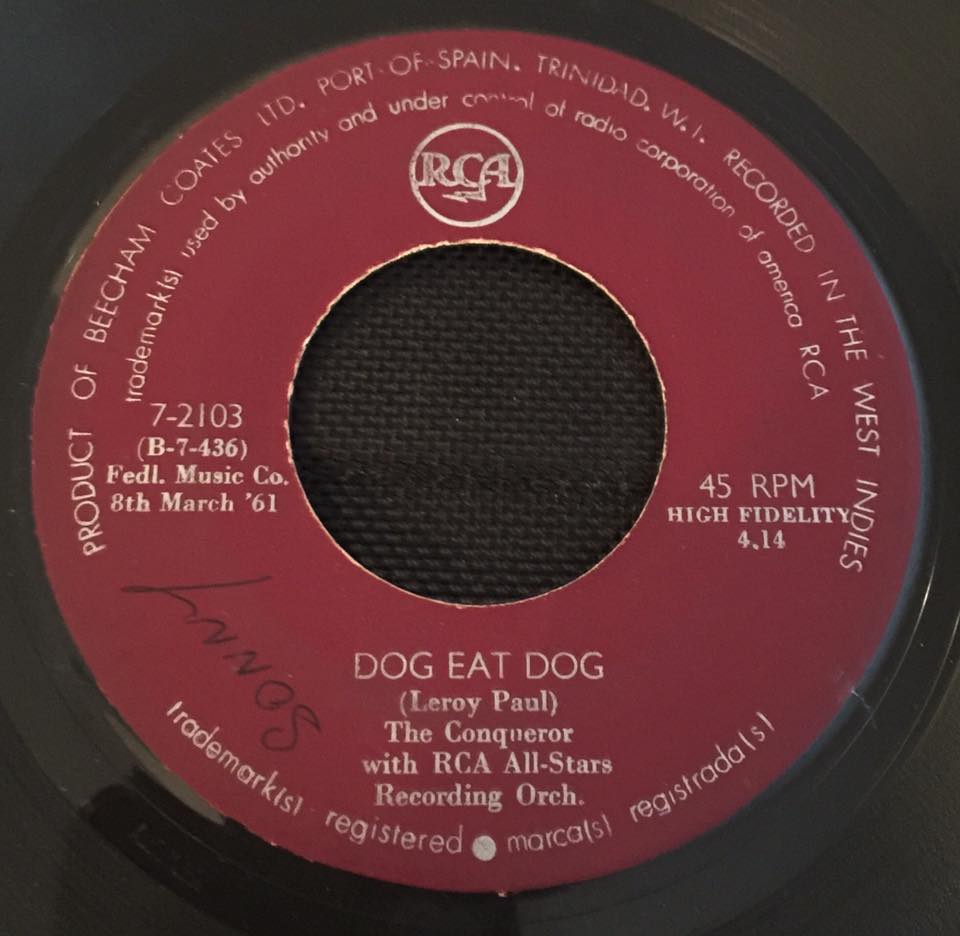 PRODUCT OF BEECHAM COATES LTD. PORT-OF-SPAIN. TRINIDAD. W.I. RECORDED IN THE WEST INDIES
trademark(s) used by authority and under control of radio corporation of america RCA
RCA
7-2103
(B-7-436)
Fedl. Music Co.
8th March '61
45 RPM
HIGH FIDELITY
4.14
SONNY
DOG EAT DOG
(Leroy Paul)
The Conqueror
with RCA All-Stars
Recording Orch.
trademark(s) registered marca(s) registrada(s)